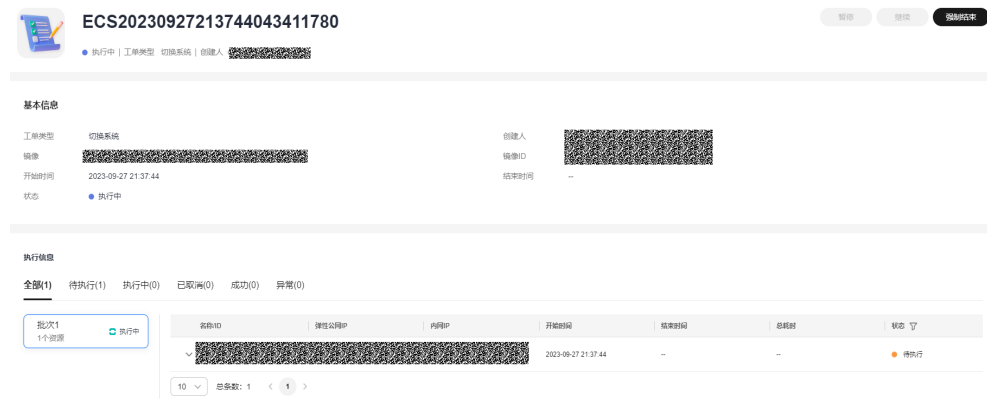 ECS20230927213744043411780
暂停 继续 强制结束
执行中 | 工单类型 切换系统 | 创建人
基本信息
工单类型 切换系统 创建人
镜像 镜像ID
开始时间 2023-09-27 21:37:44 结束时间 --
状态 执行中
执行信息
全部(1) 待执行(1) 执行中(0) 已取消(0) 成功(0) 异常(0)
批次1
1个资源
执行中
名称/ID 弹性公网IP 内网IP 开始时间 结束时间 总耗时 状态
2023-09-27 21:37:44 -- -- 待执行
10 总条数: 1 < 1 >